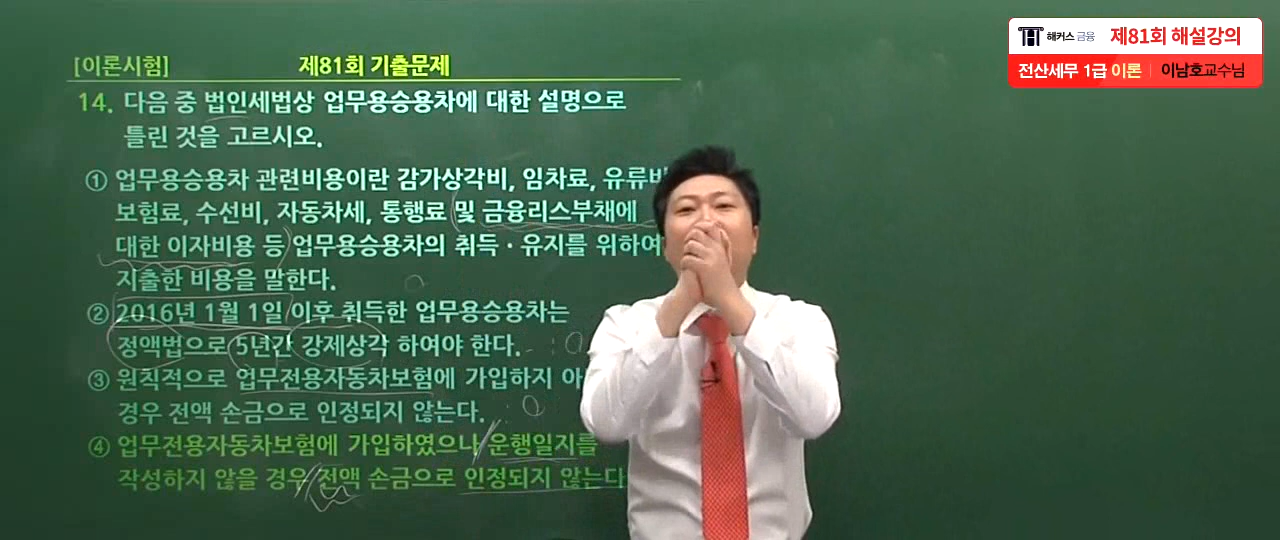 [이론시험] 제81회 기출문제
14. 다음 중 법인세법상 업무용승용차에 대한 설명으로
틀린 것을 고르시오.
① 업무용승용차 관련비용이란 감가상각비, 임차료,
보험료, 수선비, 자동차세, 통행료 및 금융리스부채에
대한 이자비용 등 업무용승용차의 취득·유지를 위하여
지출한 비용을 말한다.
② 2016년 1월 1일 이후 취득한 업무용승용차는
정액법으로 5년간 강제상각 하여야 한다.
③ 원칙적으로 업무전용자동차보험에 가입하지
경우 전액 손금으로 인정되지 않는다.
④ 업무전용자동차보험에 가입하였으나 운행일지를
작성하지 않을 경우 전액 손금으로 인정되지 않는다
해커스 금융 제81회 해설강의
전산세무 1급 이론 | 이남호교수님